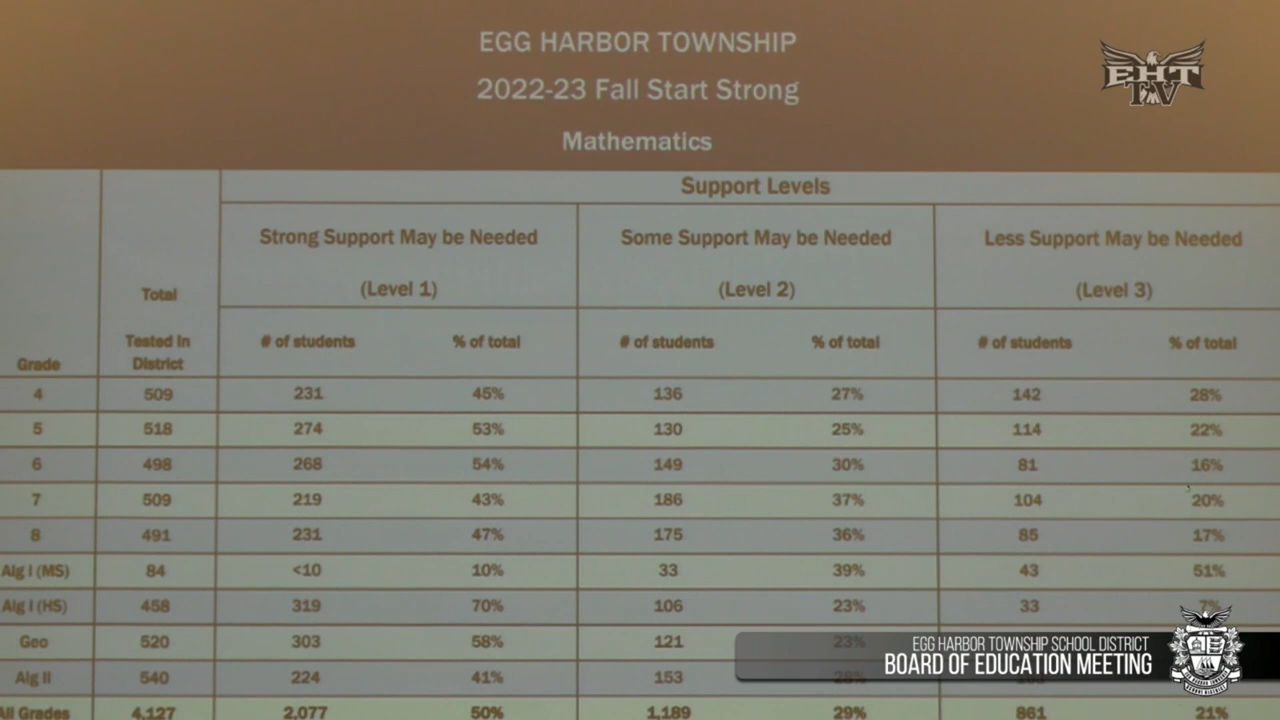 EGG HARBOR TOWNSHIP
2022-23 Fall Start Strong
Mathematics
EHT
TV
Support Levels
Strong Support May be Needed Some Support May be Needed Less Support May be Needed
(Level 1) (Level 2) (Level 3)
Total
Tested in
District
Grade # of students % of total # of students % of total # of students % of total
4 509 231 45% 136 27% 142 28%
5 518 274 53% 130 25% 114 22%
6 498 268 54% 149 30% 81 16%
7 509 219 43% 186 37% 104 20%
8 491 231 47% 175 36% 85 17%
Alg I (MS) 84 <10 10% 33 39% 43 51%
Alg I (HS) 458 319 70% 106 23% 33 7%
Geo 520 303 58% 121 23%
Alg II 540 224 41% 153 28%
All Grades 4,127 2,077 50% 1,189 29% 861 21%
EGG HARBOR TOWNSHIP SCHOOL DISTRICT
BOARD OF EDUCATION MEETING